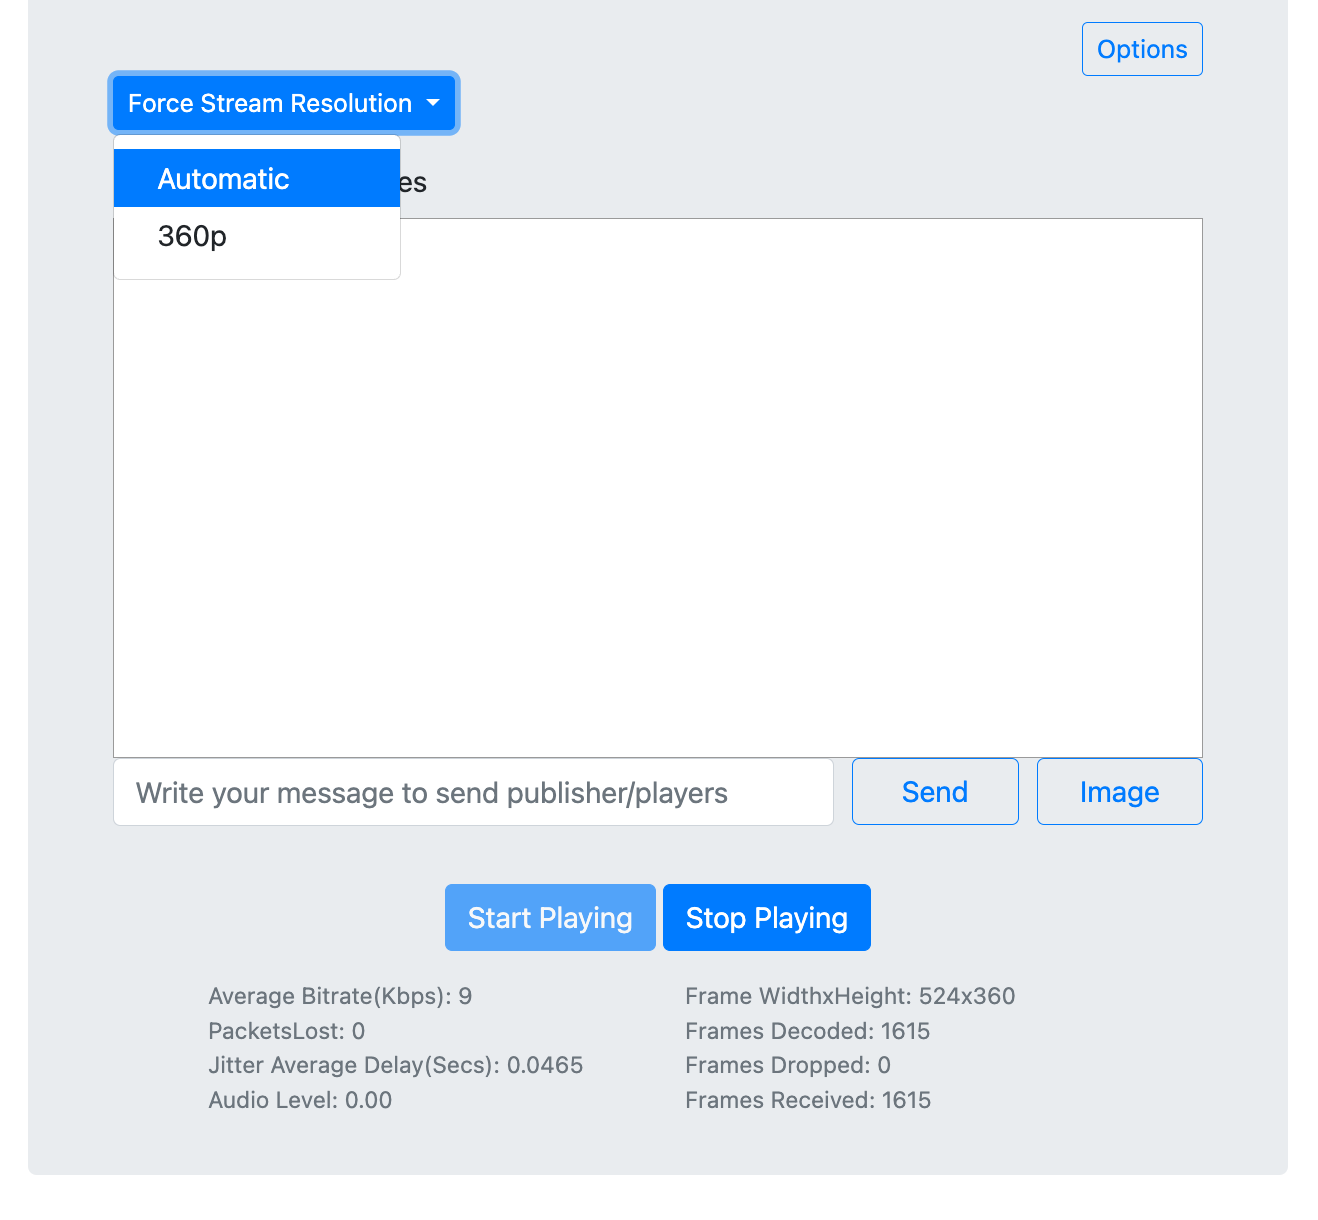 Options
Force Stream Resolution
Automatic
360p
Write your message to send publisher/players
Send
Image
Start Playing
Stop Playing
Average Bitrate(Kbps): 9
PacketsLost: 0
Jitter Average Delay(Secs): 0.0465
Audio Level: 0.00
Frame WidthxHeight: 524x360
Frames Decoded: 1615
Frames Dropped: 0
Frames Received: 1615